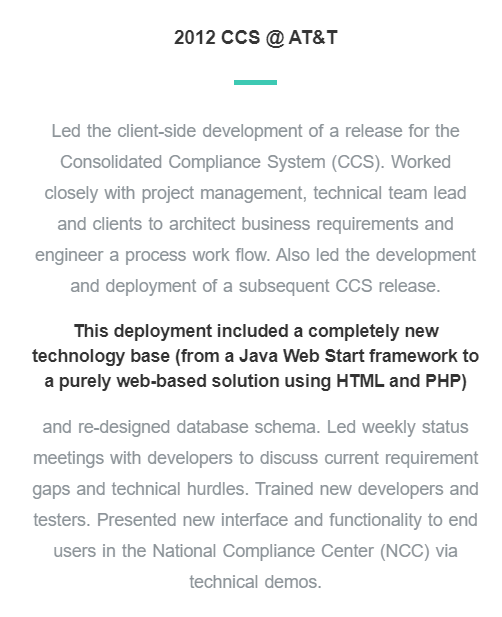 2012 CCS @ AT&T
Led the client-side development of a release for the
Consolidated Compliance System (CCS). Worked
closely with project management, technical team lead
and clients to architect business requirements and
engineer a process work flow. Also led the development
and deployment of a subsequent CCS release.
This deployment included a completely new
technology base (from a Java Web Start framework to
a purely web-based solution using HTML and PHP)
and re-designed database schema. Led weekly status
meetings with developers to discuss current requirement
gaps and technical hurdles. Trained new developers and
testers. Presented new interface and functionality to end
users in the National Compliance Center (NCC) via
technical demos.